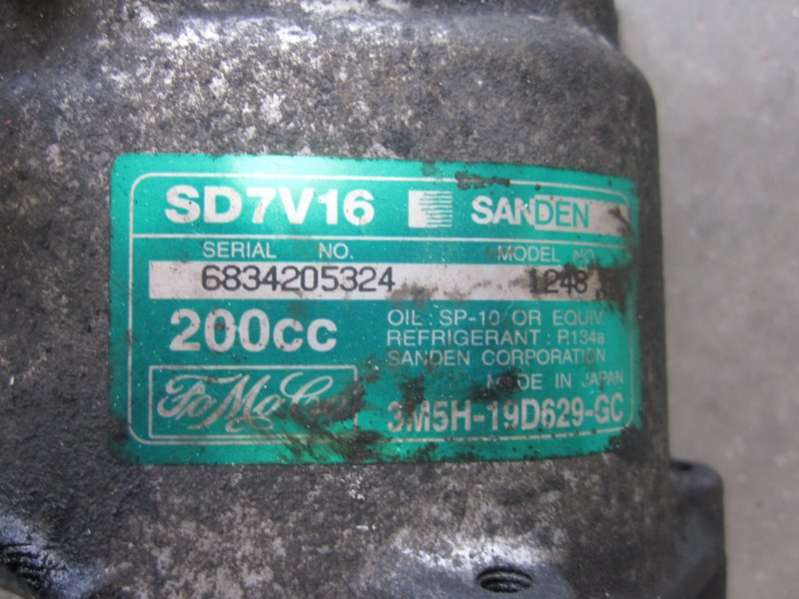 SD7V16 SANDEN
SERIAL NO. MODEL NO.
6834205324 1248
200cc
OIL : SP-10/OR EQUIV.
REFRIGERANT : R134a
SANDEN CORPORATION
MADE IN JAPAN
FoMoCo
3M5H-19D629-GC